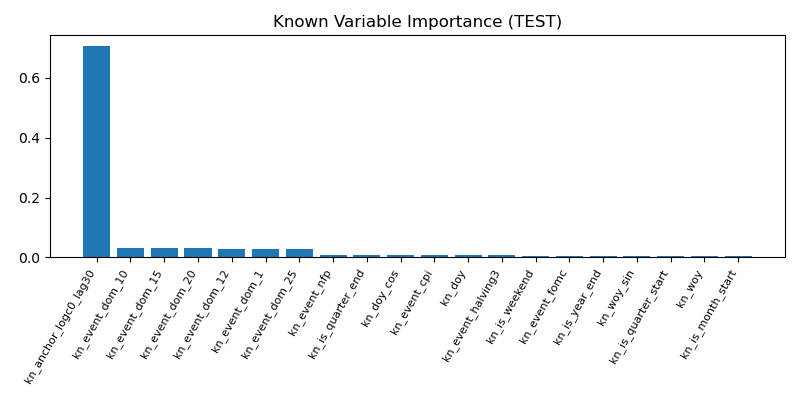 Known Variable Importance (TEST)
0.6
0.4
0.2
0.0
kn_anchor_logc0_lag30
kn_event_dom_10
kn_event_dom_15
kn_event_dom_20
kn_event_dom_12
kn_event_dom_1
kn_event_dom_25
kn_event_nfp
kn_is_quarter_end
kn_doy_cos
kn_event_cpi
kn_doy
kn_event_halving3
kn_is_weekend
kn_event_fomc
kn_is_year_end
kn_woy_sin
kn_is_quarter_start
kn_woy
kn_is_month_start